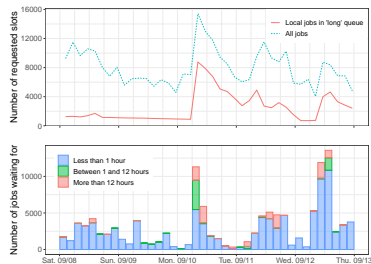 16000
12000
8000
4000
0
Number of requested slots
Local jobs in 'long' queue
All jobs
10000
5000
0
Number of jobs waiting for
Less than 1 hour
Between 1 and 12 hours
More than 12 hours
Sat. 09/08 Sun. 09/09 Mon. 09/10 Tue. 09/11 Wed. 09/12 Thu. 09/13